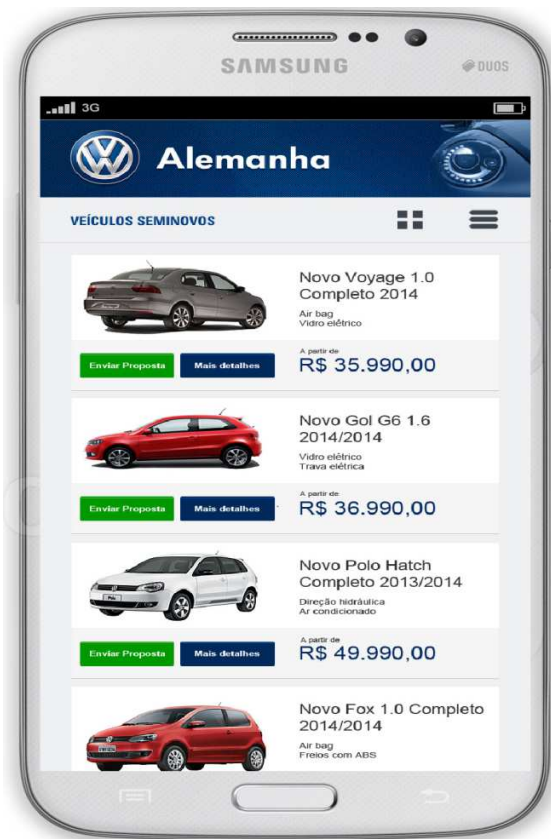 SAMSUNG
DUOS
3G
Alemanha
VEÍCULOS SEMINOVOS
Novo Voyage 1.0
Completo 2014
Air bag
Vidro elétrico
Enviar Proposta
Mais detalhes
A partir de
R$ 35.990,00
Novo Gol G6 1.6
2014/2014
Vidro elétrico
Trava elétrica
Enviar Proposta
Mais detalhes
A partir de
R$ 36.990,00
Novo Polo Hatch
Completo 2013/2014
Direção hidráulica
Ar condicionado
Enviar Proposta
Mais detalhes
A partir de
R$ 49.990,00
Novo Fox 1.0 Completo
2014/2014
Air bag
Freios com ABS